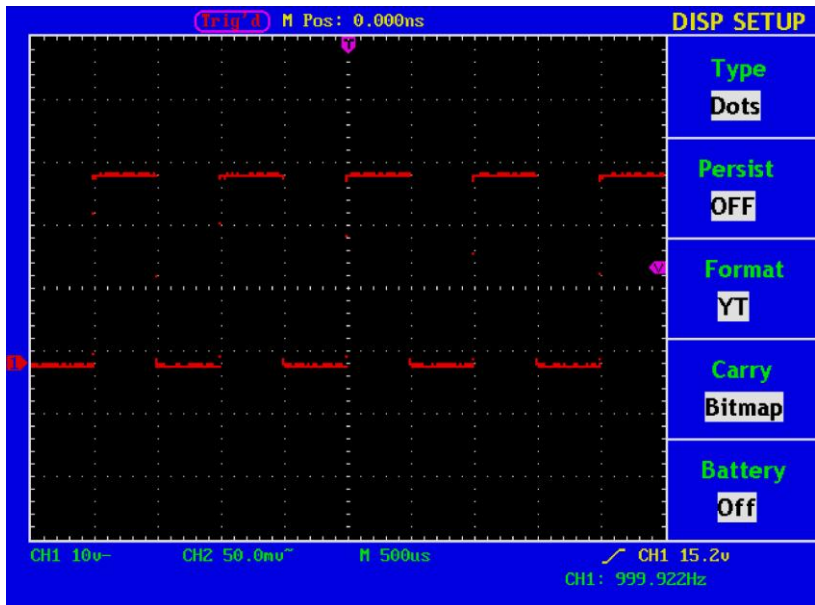 Trig'd M Pos: 0.000ns
DISP SETUP
T
Type
Dots
Persist
OFF
V
Format
YT
1
Carry
Bitmap
Battery
Off
CH1 10v- CH2 50.0mv~ M 500us CH1 15.2v
CH1: 999.922Hz